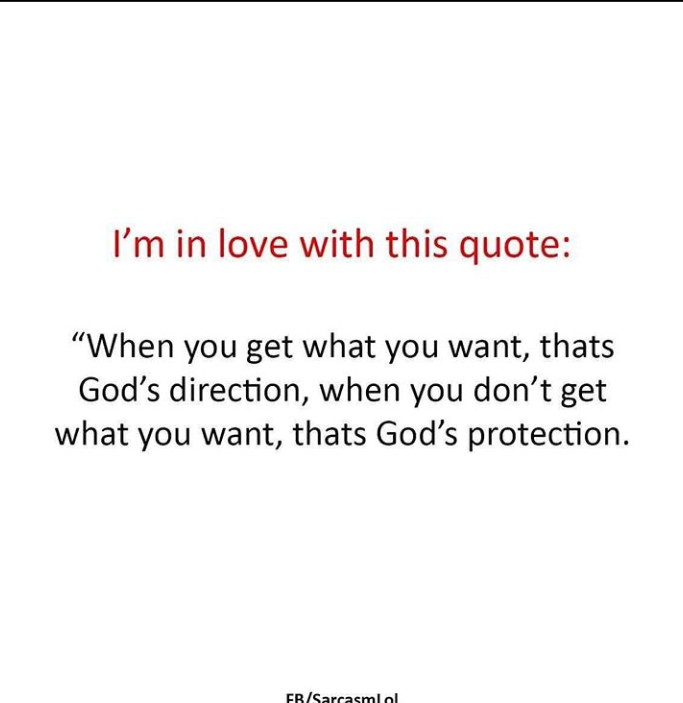 I’m in love with this quote:
“When you get what you want, thats
God’s direction, when you don’t get
what you want, thats God’s protection.
FB/SarcasmLol